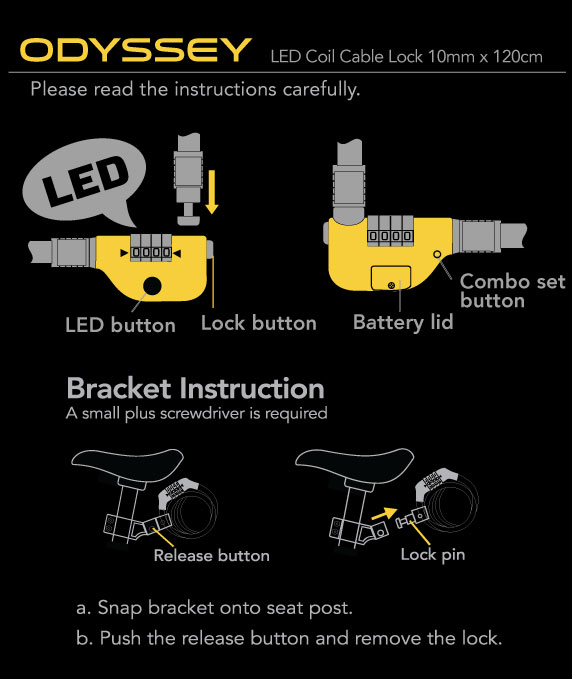 ODYSSEY LED Coil Cable Lock 10mm x 120cm
Please read the instructions carefully.
LED
0000
0000
LED button
Lock button
Battery lid
Combo set
button
Bracket Instruction
A small plus screwdriver is required
Release button
Lock pin
a. Snap bracket onto seat post.
b. Push the release button and remove the lock.